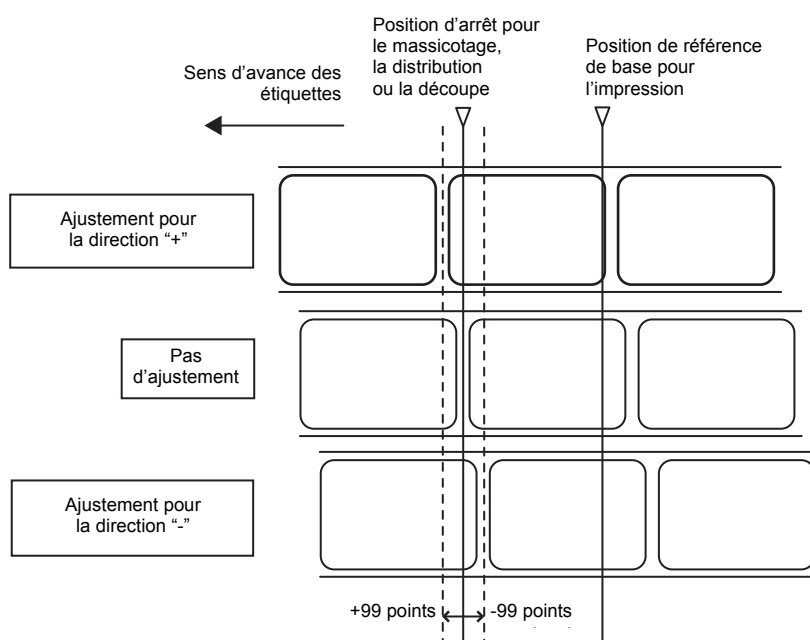 Position d’arrêt pour
le massicotage,
la distribution
ou la découpe
Position de référence
de base pour
l’impression
Sens d’avance des
étiquettes
Ajustement pour
la direction “+”
Pas
d’ajustement
Ajustement pour
la direction “-”
+99 points
-99 points